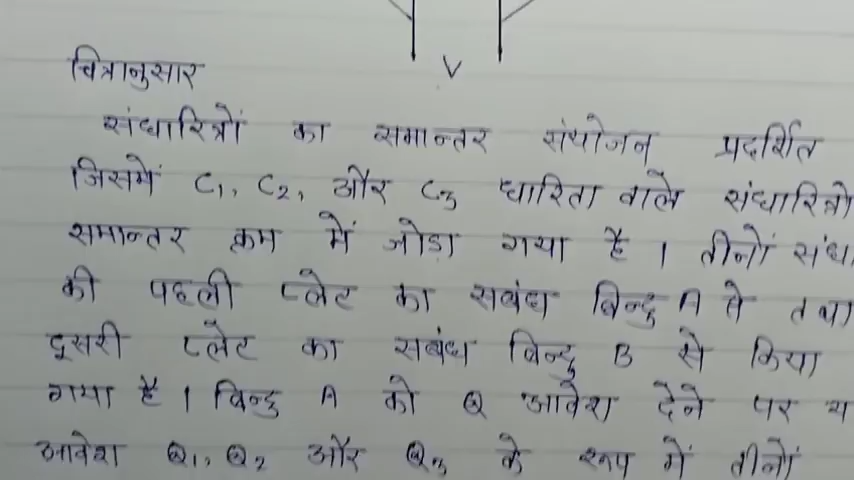 V
चित्रानुसार
संधारित्रों का समान्तर संयोजन प्रदर्शित
जिसमें C1, C2, और C3 धारिता वाले संधारित्रो
समान्तर क्रम में जोडा गया है । तीनों संधा
की पहली प्लेट का सबंध बिन्दु A से तथा
दूसरी प्लेट का सबंध बिन्दु B से किया
गया है । बिन्दु A को Q आवेश देने पर य
आवेश Q1, Q2 और Q3 के रूप में तीनों